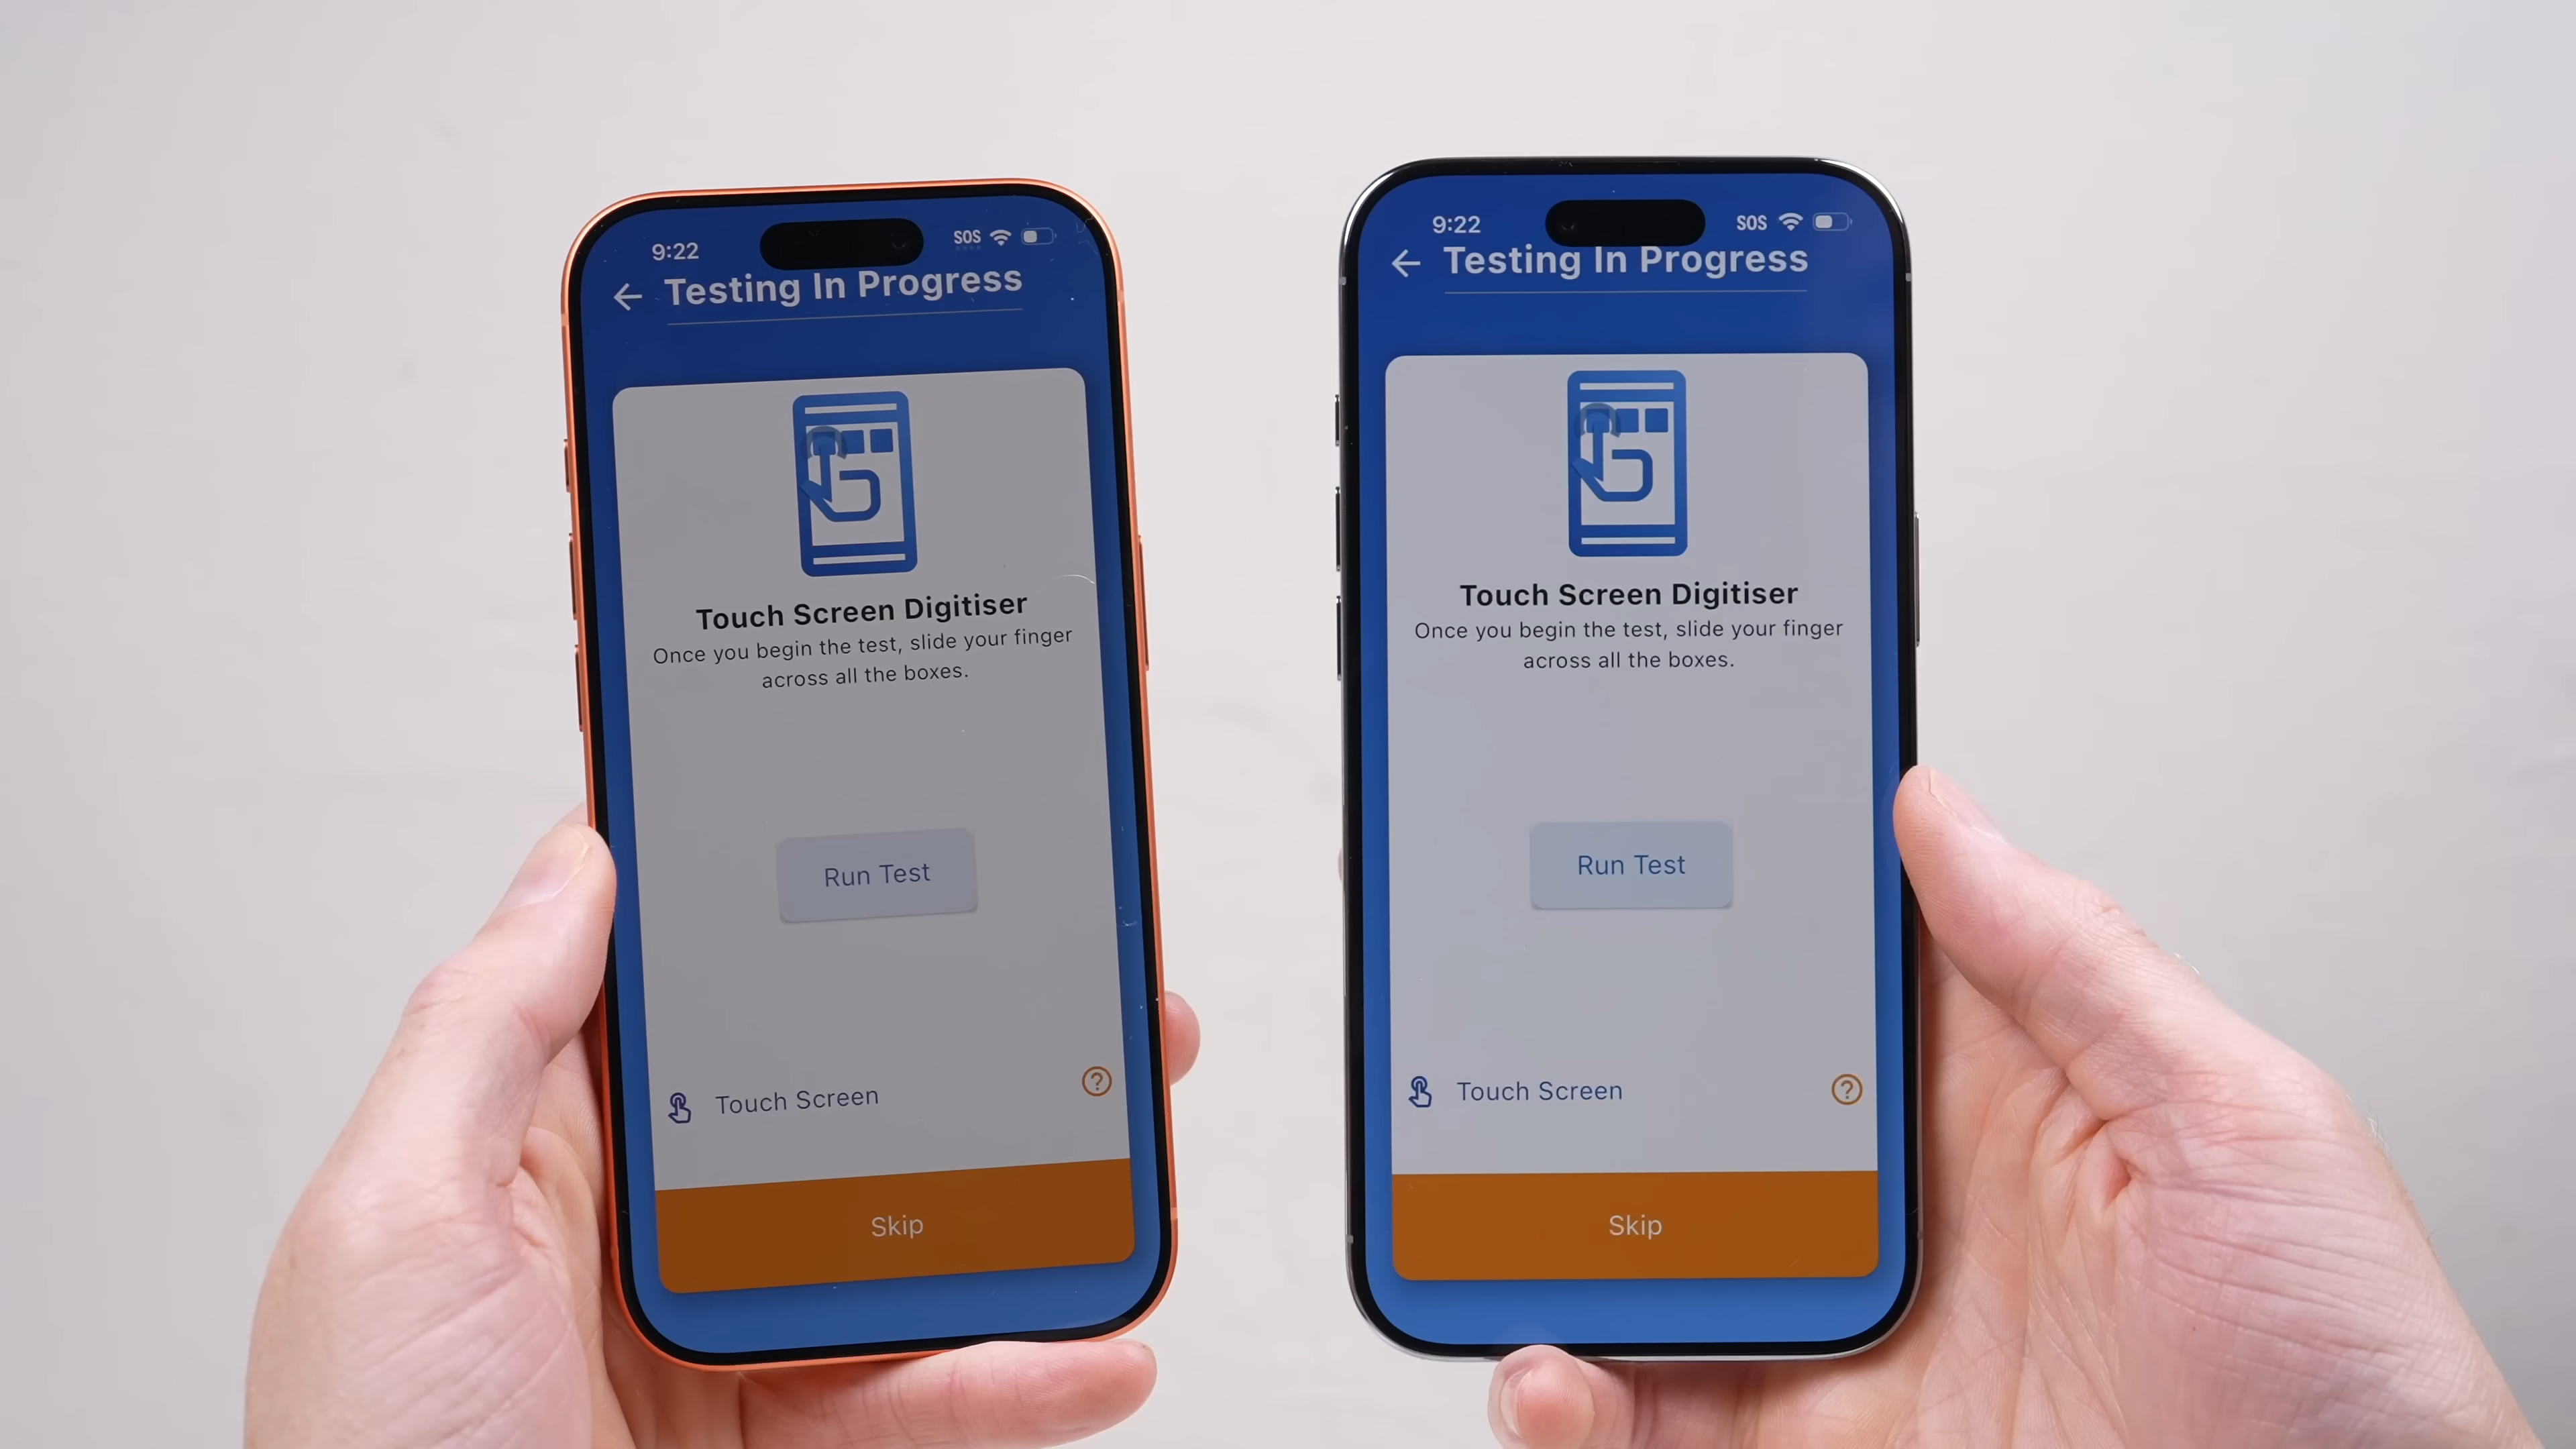 9:22
SOS
Testing In Progress
Touch Screen Digitiser
Once you begin the test, slide your finger
across all the boxes.
Run Test
Touch Screen
?
Skip
9:22
SOS
Testing In Progress
Touch Screen Digitiser
Once you begin the test, slide your finger
across all the boxes.
Run Test
Touch Screen
?
Skip